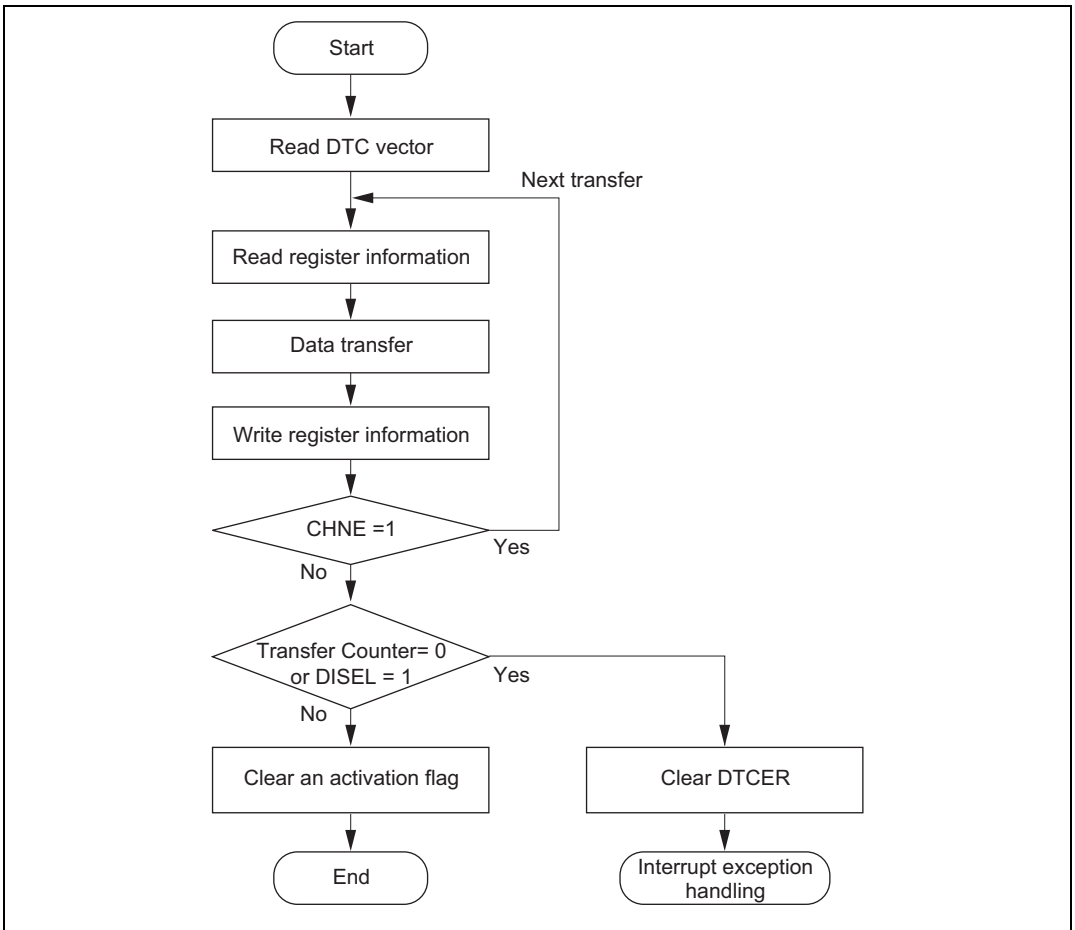 Start
Read DTC vector
Next transfer
Read register information
Data transfer
Write register information
CHNE =1
Yes
No
Transfer Counter= 0
or DISEL = 1
Yes
No
Clear an activation flag
Clear DTCER
End
Interrupt exception
handling